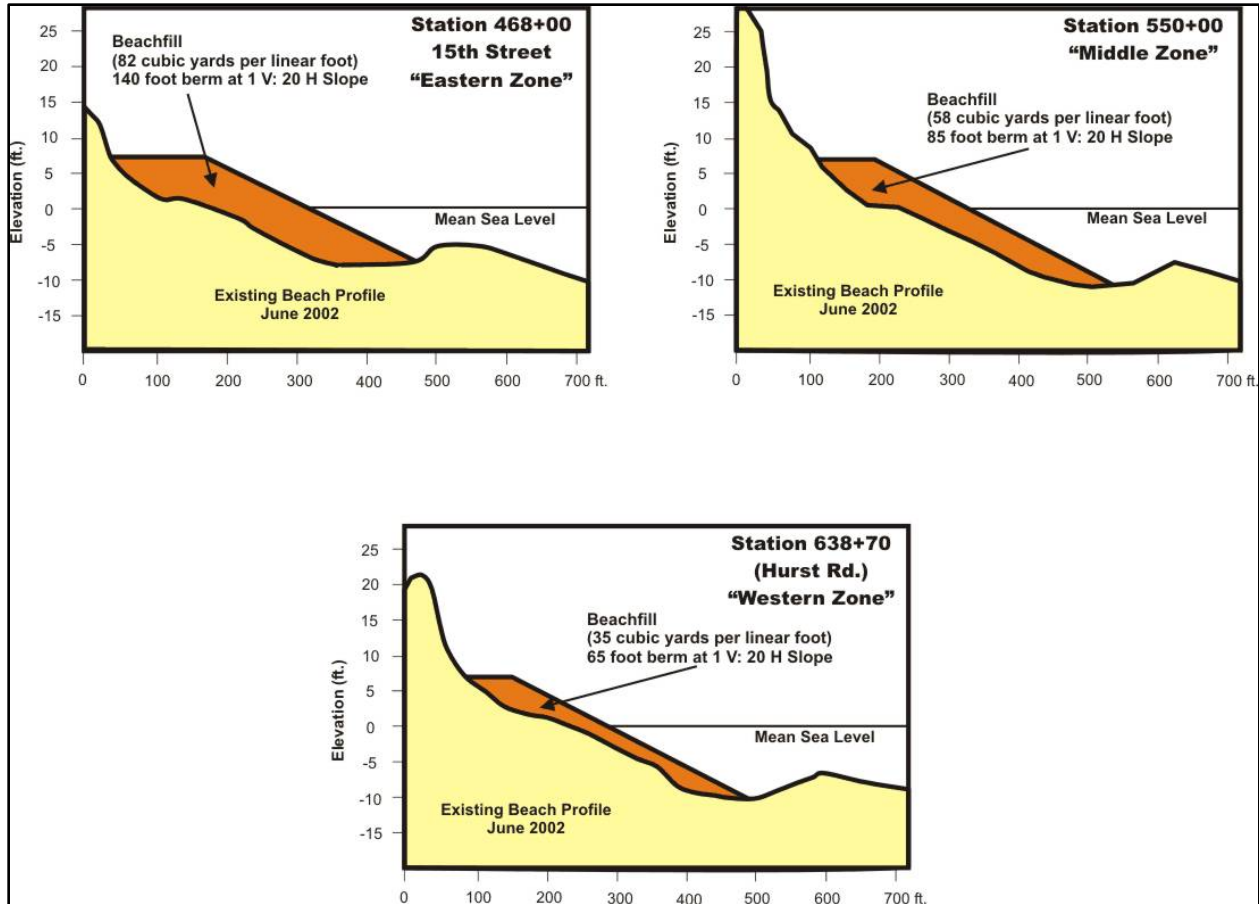 Station 468+00
15th Street
“Eastern Zone”
Beachfill
(82 cubic yards per linear foot)
140 foot berm at 1 V: 20 H Slope
Elevation (ft.)
25
20
15
10
5
0
-5
-10
-15
Mean Sea Level
Existing Beach Profile
June 2002
0 100 200 300 400 500 600 700 ft.
Station 550+00
“Middle Zone”
Beachfill
(58 cubic yards per linear foot)
85 foot berm at 1 V: 20 H Slope
Elevation (ft.)
25
20
15
10
5
0
-5
-10
-15
Mean Sea Level
Existing Beach Profile
June 2002
0 100 200 300 400 500 600 700 ft.
Station 638+70
(Hurst Rd.)
“Western Zone”
Beachfill
(35 cubic yards per linear foot)
65 foot berm at 1 V: 20 H Slope
Elevation (ft.)
25
20
15
10
5
0
-5
-10
-15
Mean Sea Level
Existing Beach Profile
June 2002
0 100 200 300 400 500 600 700 ft.